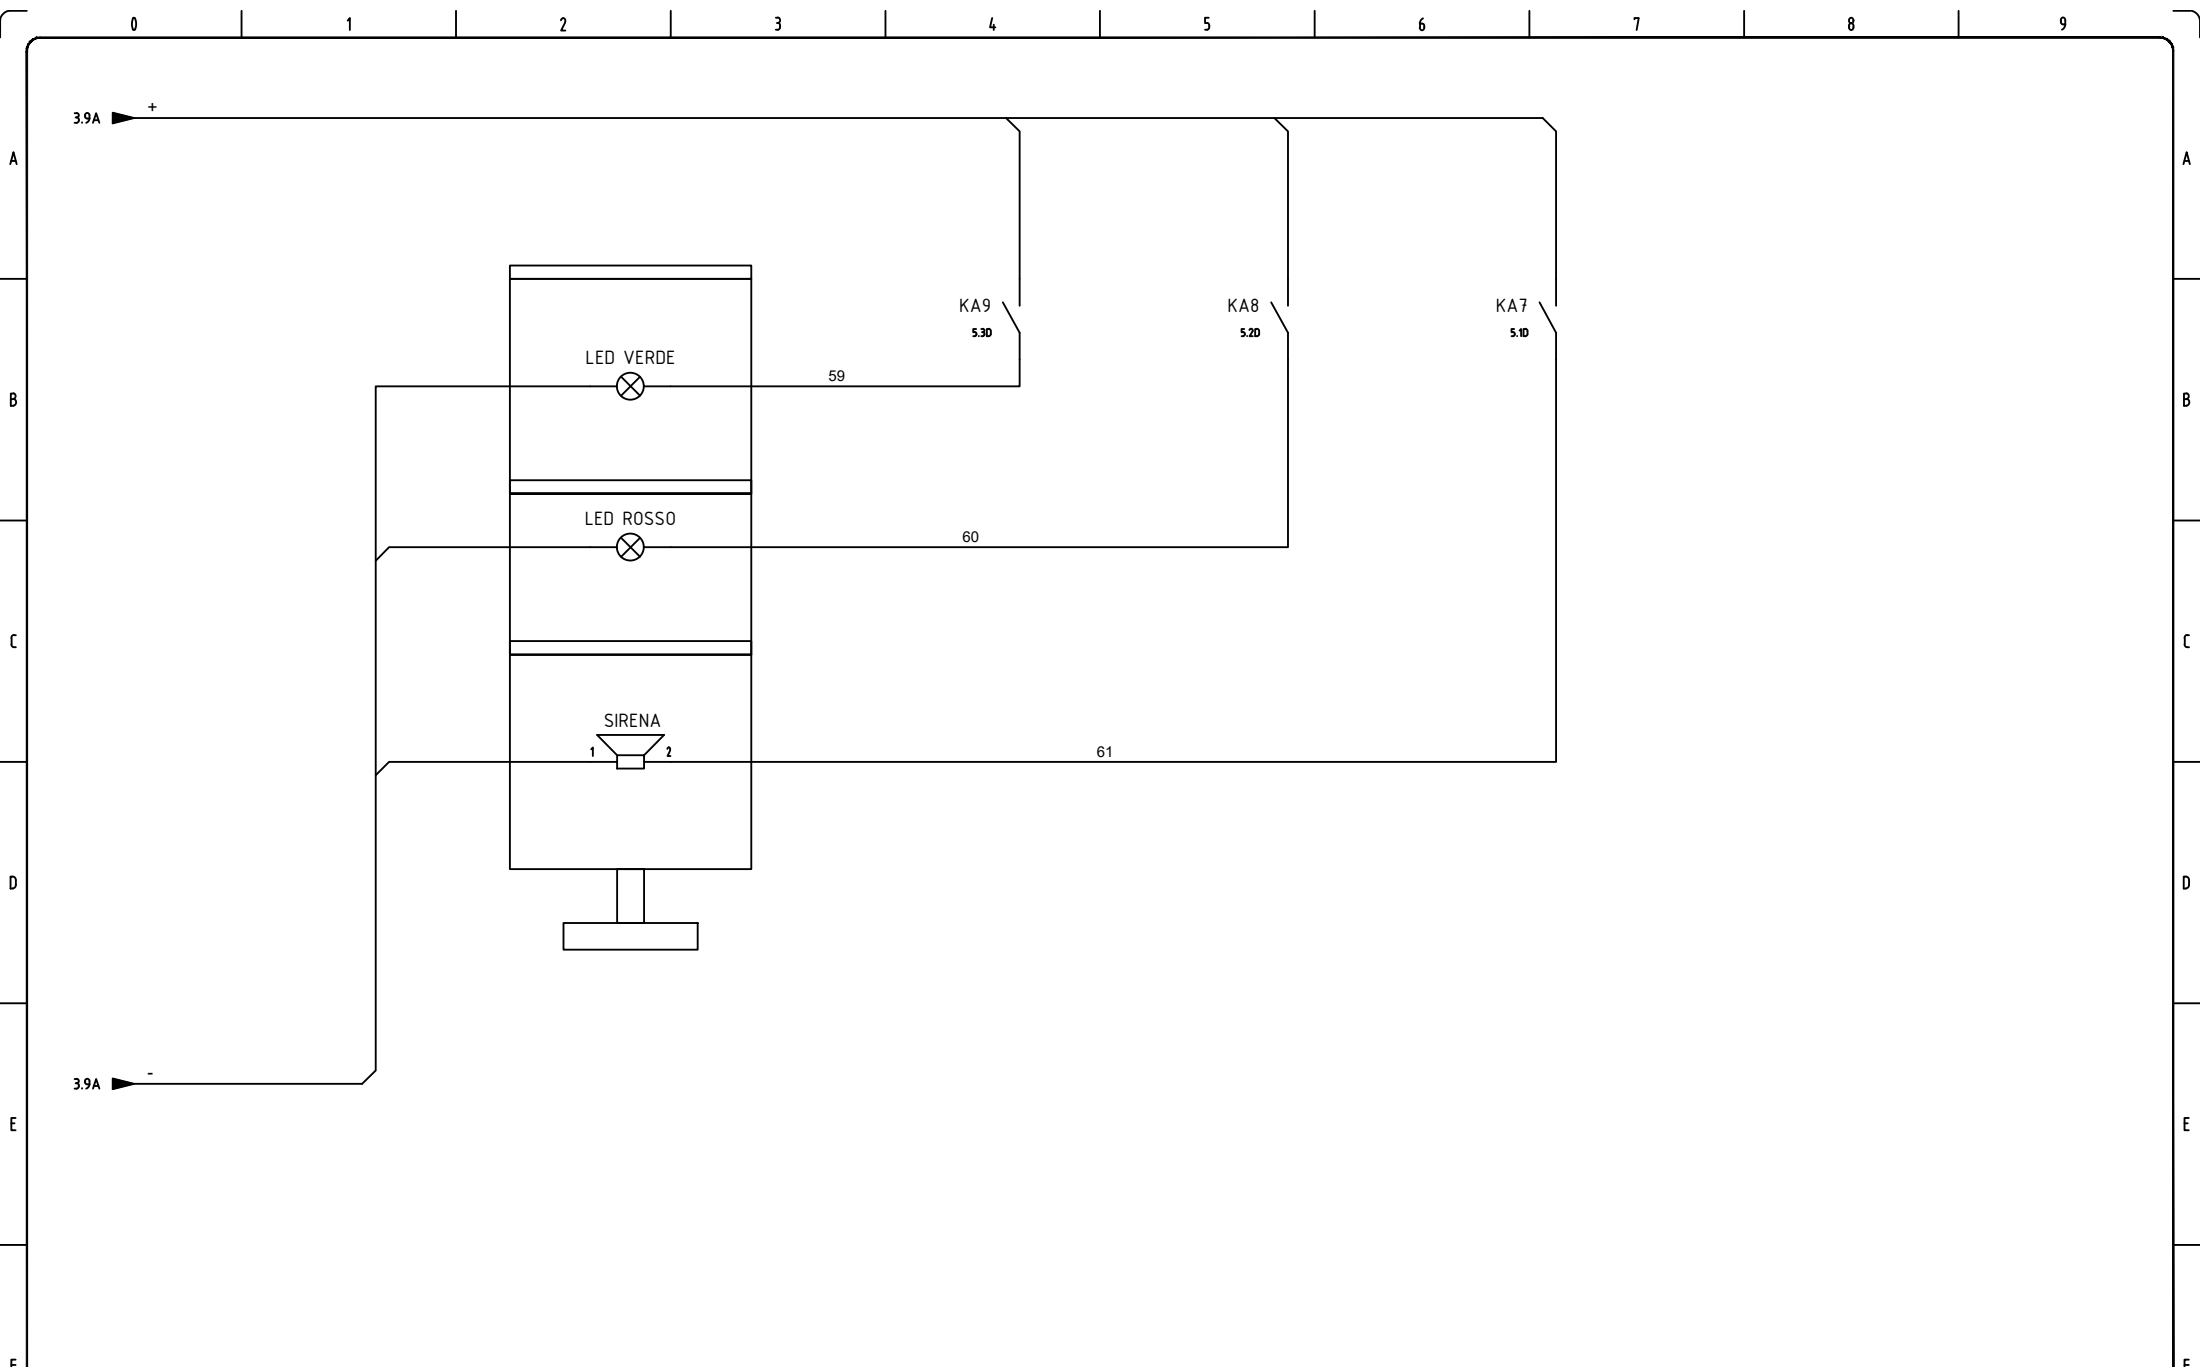 0 1 2 3 4 5 6 7 8 9
+
3.9A
A A
KA9 KA8 KA7
5.3D 5.2D 5.1D
LED VERDE
59
B B
LED ROSSO
60
C C
SIRENA
1 2 61
D D
-
3.9A
E E